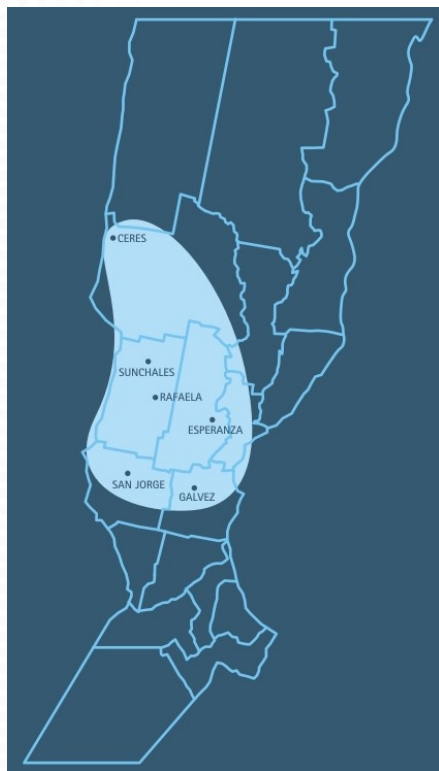 CERES
SUNCHALES
RAFAELA
ESPERANZA
SAN JORGE
GALVEZ